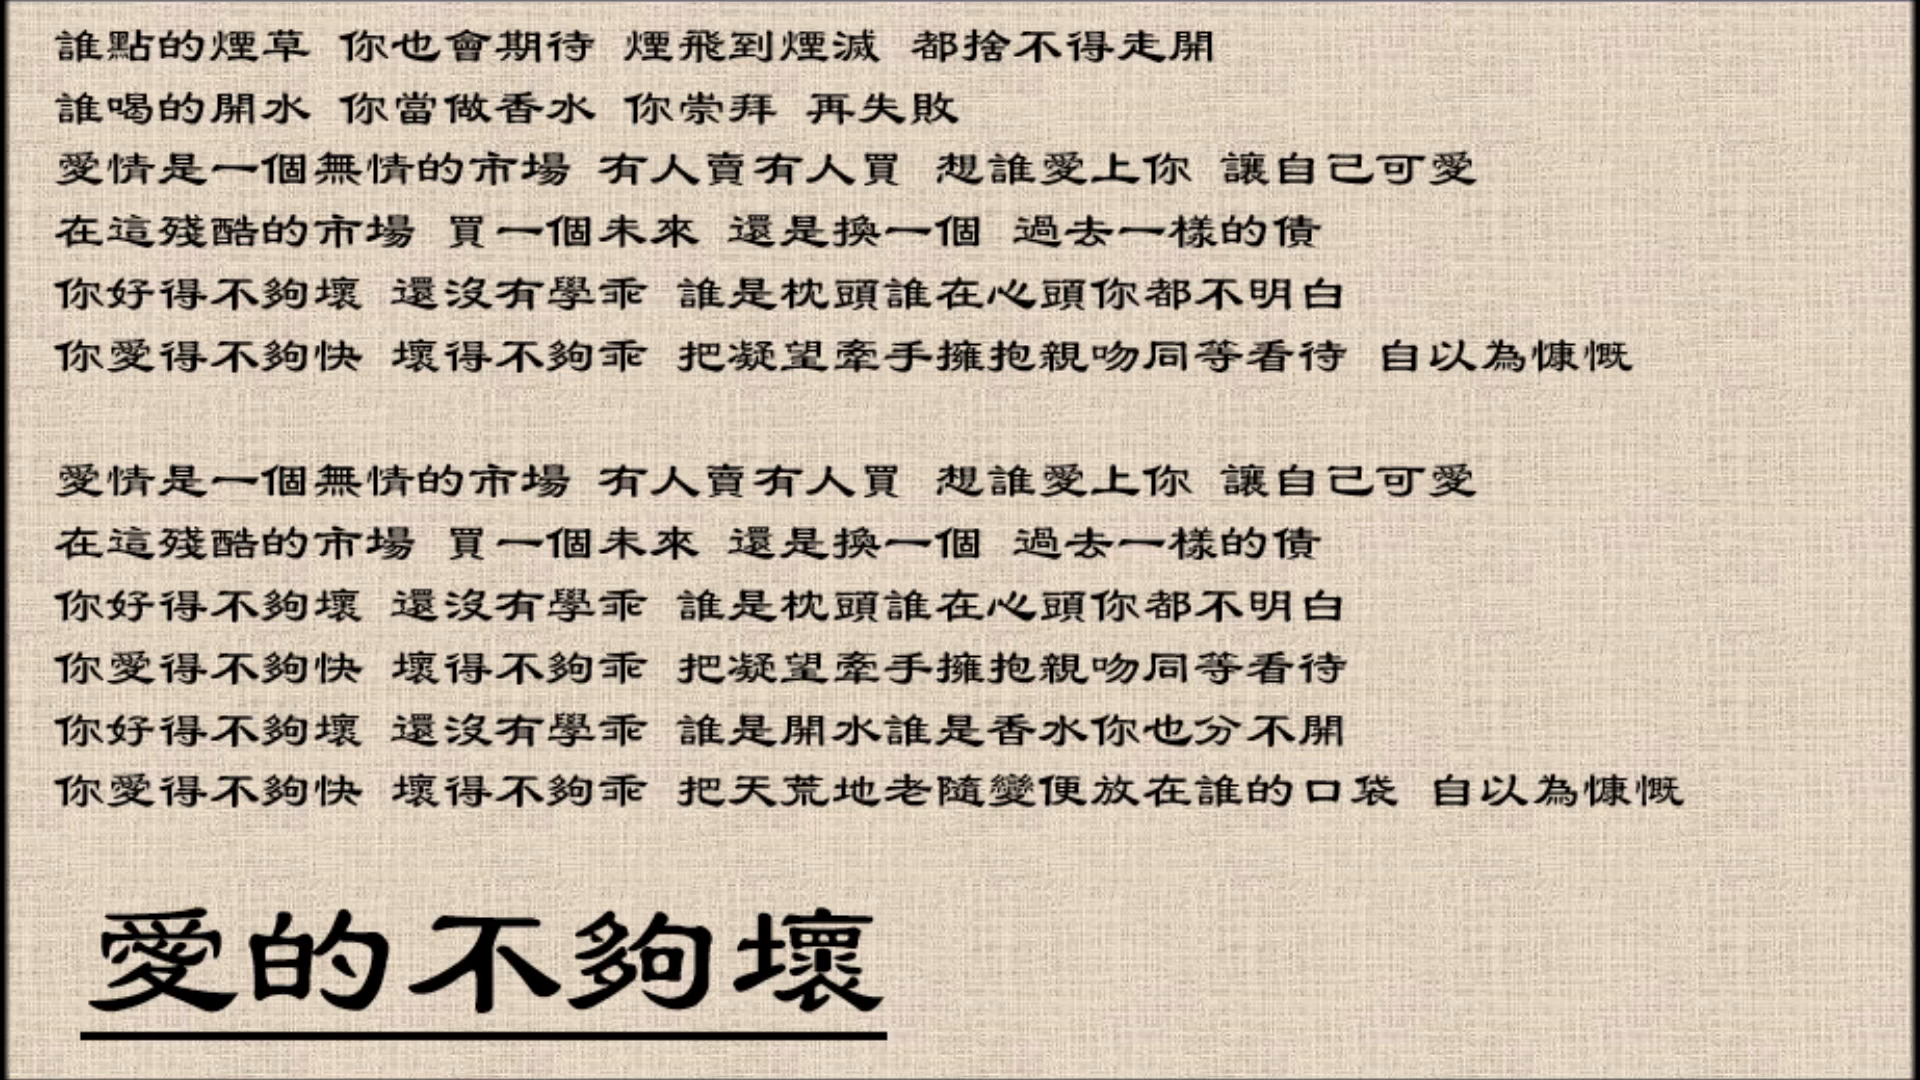 誰點的煙草 你也會期待 煙飛到煙滅 都捨不得走開
誰喝的開水 你當做香水 你崇拜 再失敗
愛情是一個無情的市場 有人賣有人買 想誰愛上你 讓自己可愛
在這殘酷的市場 買一個未來 還是換一個 過去一樣的債
你好得不夠壞 還沒有學乖 誰是枕頭誰在心頭你都不明白
你愛得不夠快 壞得不夠乖 把凝望牽手擁抱親吻同等看待 自以為慷慨
愛情是一個無情的市場 有人賣有人買 想誰愛上你 讓自己可愛
在這殘酷的市場 買一個未來 還是換一個 過去一樣的債
你好得不夠壞 還沒有學乖 誰是枕頭誰在心頭你都不明白
你愛得不夠快 壞得不夠乖 把凝望牽手擁抱親吻同等看待
你好得不夠壞 還沒有學乖 誰是開水誰是香水你也分不開
你愛得不夠快 壞得不夠乖 把天荒地老隨變便放在誰的口袋 自以為慷慨
愛的不夠壞